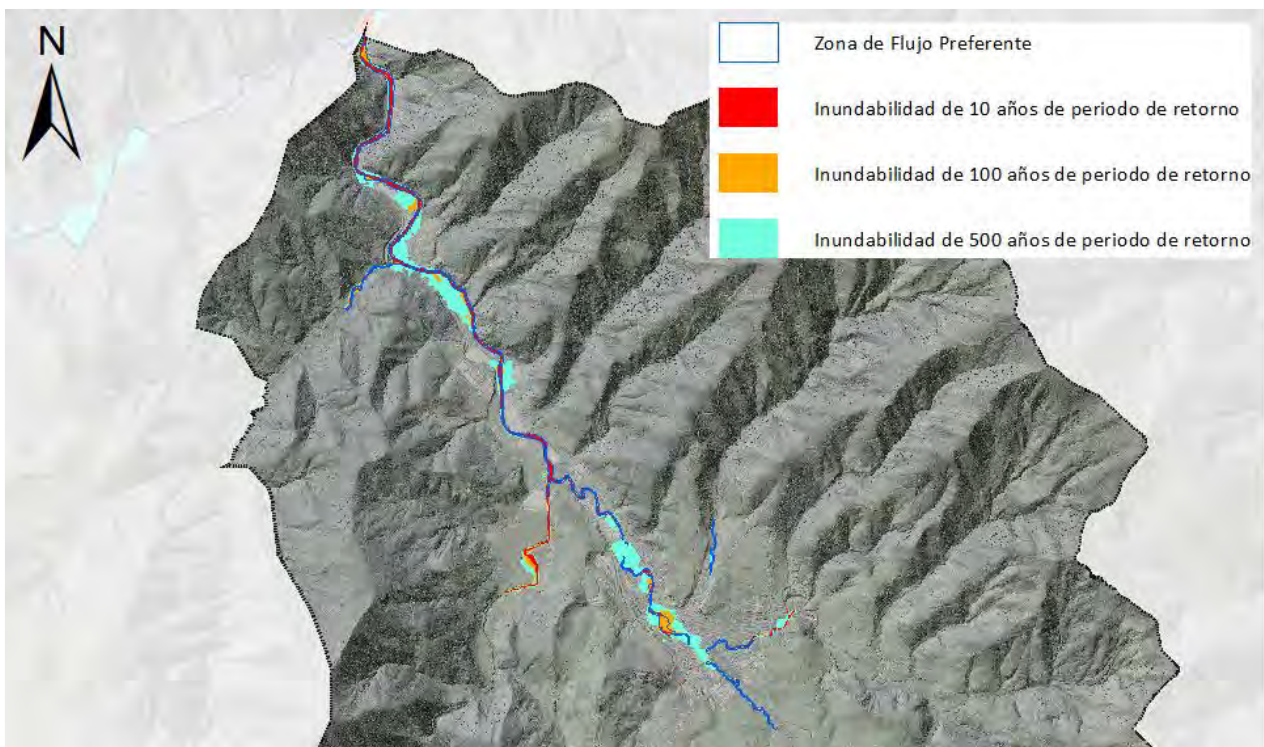 N
Zona de Flujo Preferente
Inundabilidad de 10 años de periodo de retorno
Inundabilidad de 100 años de periodo de retorno
Inundabilidad de 500 años de periodo de retorno